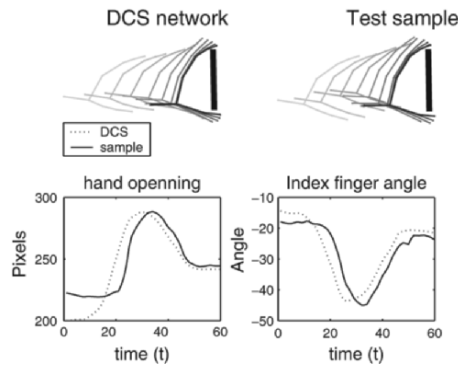 DCS network
Test sample
DCS
sample
hand openning
Index finger angle
Pixels
300
250
200
0
20
40
60
time (t)
Angle
-10
-20
-30
-40
-50
0
20
40
60
time (t)